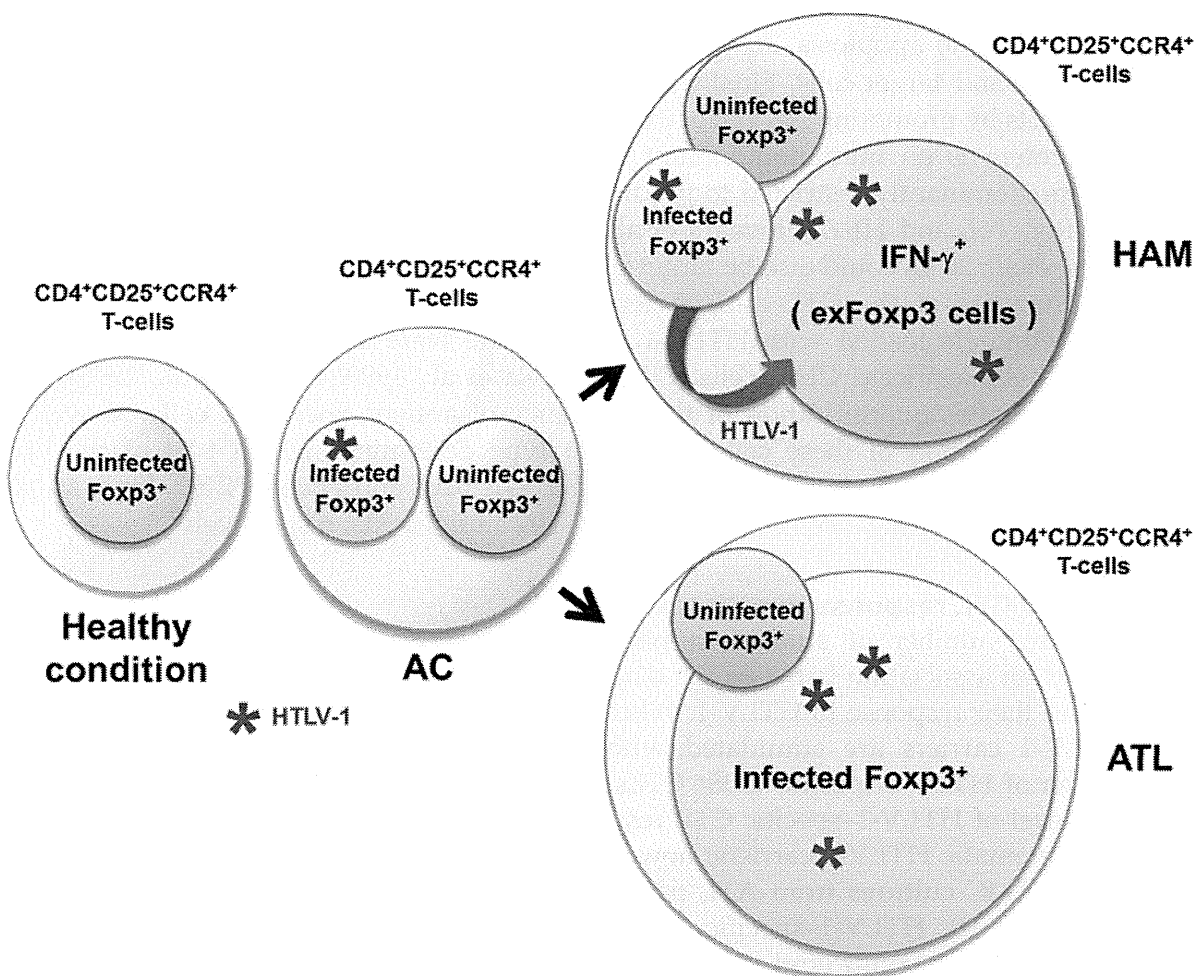 CD4⁺CD25⁺CCR4⁺
T-cells
Uninfected
Foxp3⁺
Healthy
condition
* HTLV-1
CD4⁺CD25⁺CCR4⁺
T-cells
Infected
Foxp3⁺
Uninfected
Foxp3⁺
AC
CD4⁺CD25⁺CCR4⁺
T-cells
Uninfected
Foxp3⁺
Infected
Foxp3⁺
IFN-γ⁺
( exFoxp3 cells )
HTLV-1
HAM
CD4⁺CD25⁺CCR4⁺
T-cells
Uninfected
Foxp3⁺
Infected Foxp3⁺
ATL